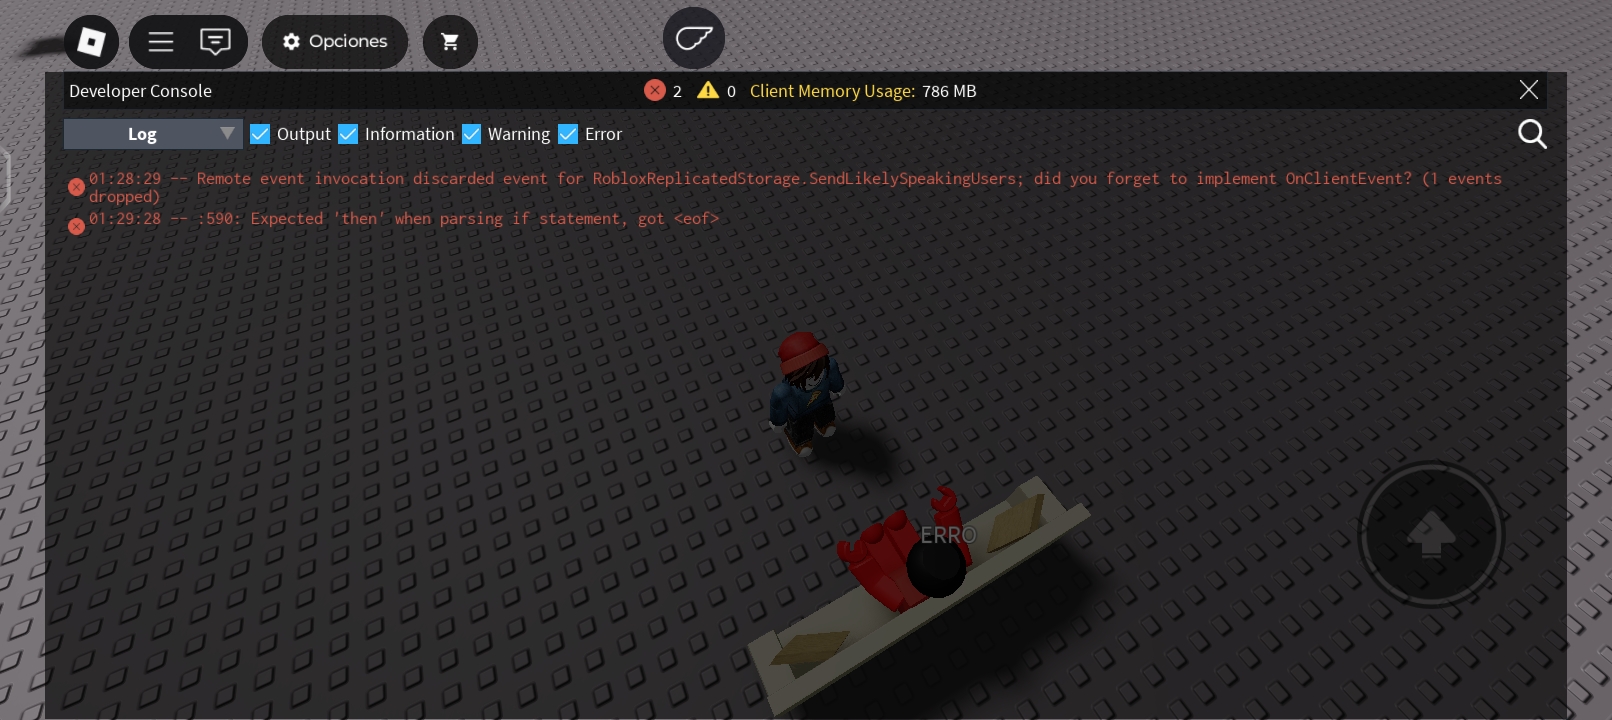 Opciones
Developer Console 2 0 Client Memory Usage: 786 MB
Log Output Information Warning Error
01:28:29 -- Remote event invocation discarded event for RobloxReplicatedStorage.SendLikelySpeakingUsers; did you forget to implement OnClientEvent? (1 events
dropped)
01:29:28 -- :590: Expected 'then' when parsing if statement, got <eof>
ERRO